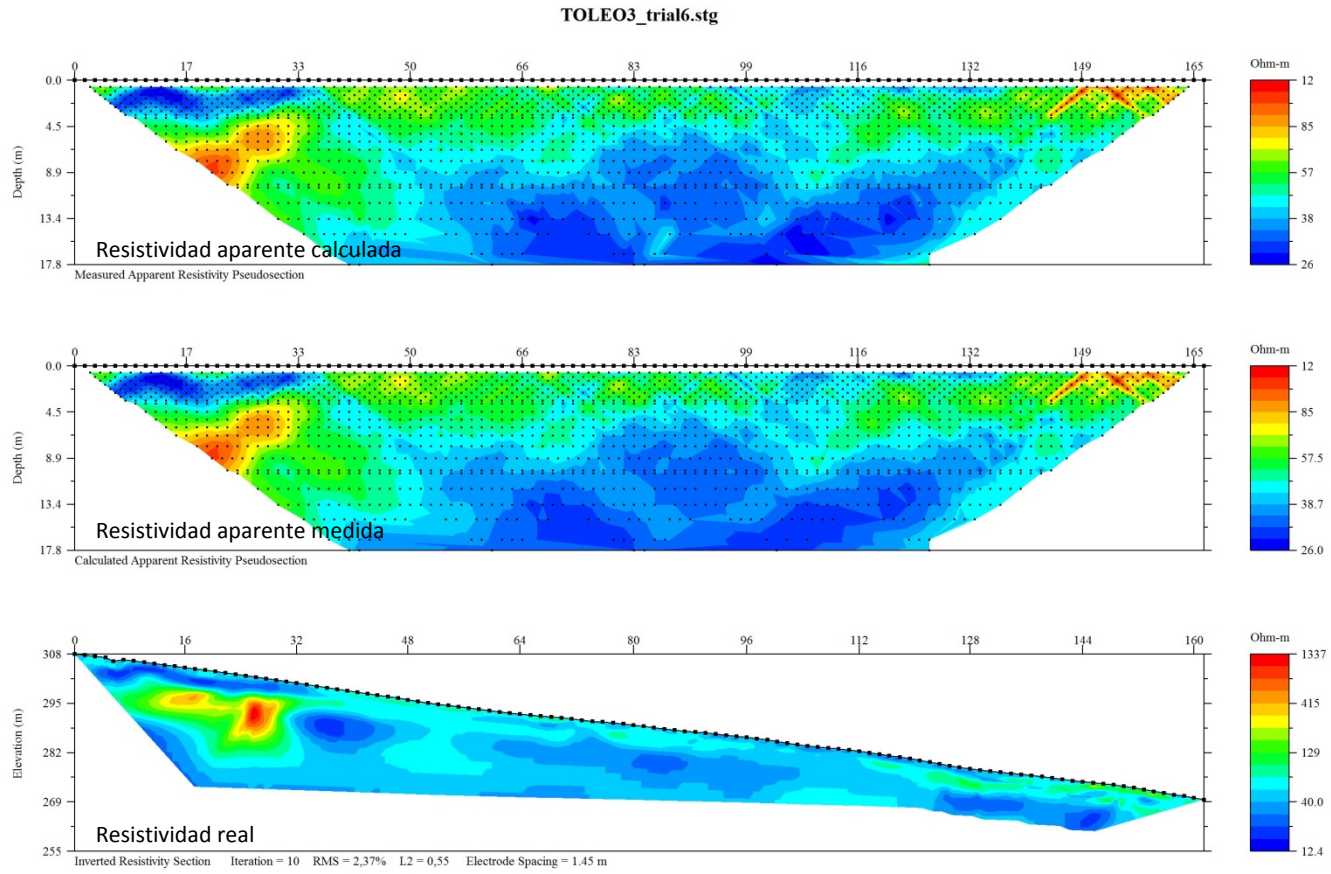 TOLEO3_trial6.stg
0 17 33 50 66 83 99 116 132 149 165
Ohm-m
0.0
4.5
8.9
13.4
17.8
Depth (m)
12
85
57
38
26
Resistividad aparente calculada
Measured Apparent Resistivity Pseudosection
0 17 33 50 66 83 99 116 132 149 165
Ohm-m
0.0
4.5
8.9
13.4
17.8
Depth (m)
12
85
57.5
38.7
26.0
Resistividad aparente medida
Calculated Apparent Resistivity Pseudosection
0 16 32 48 64 80 96 112 128 144 160
Ohm-m
308
295
282
269
255
Elevation (m)
1337
415
129
40.0
12.4
Resistividad real
Inverted Resistivity Section Iteration = 10 RMS = 2,37% L2 = 0,55 Electrode Spacing = 1.45 m